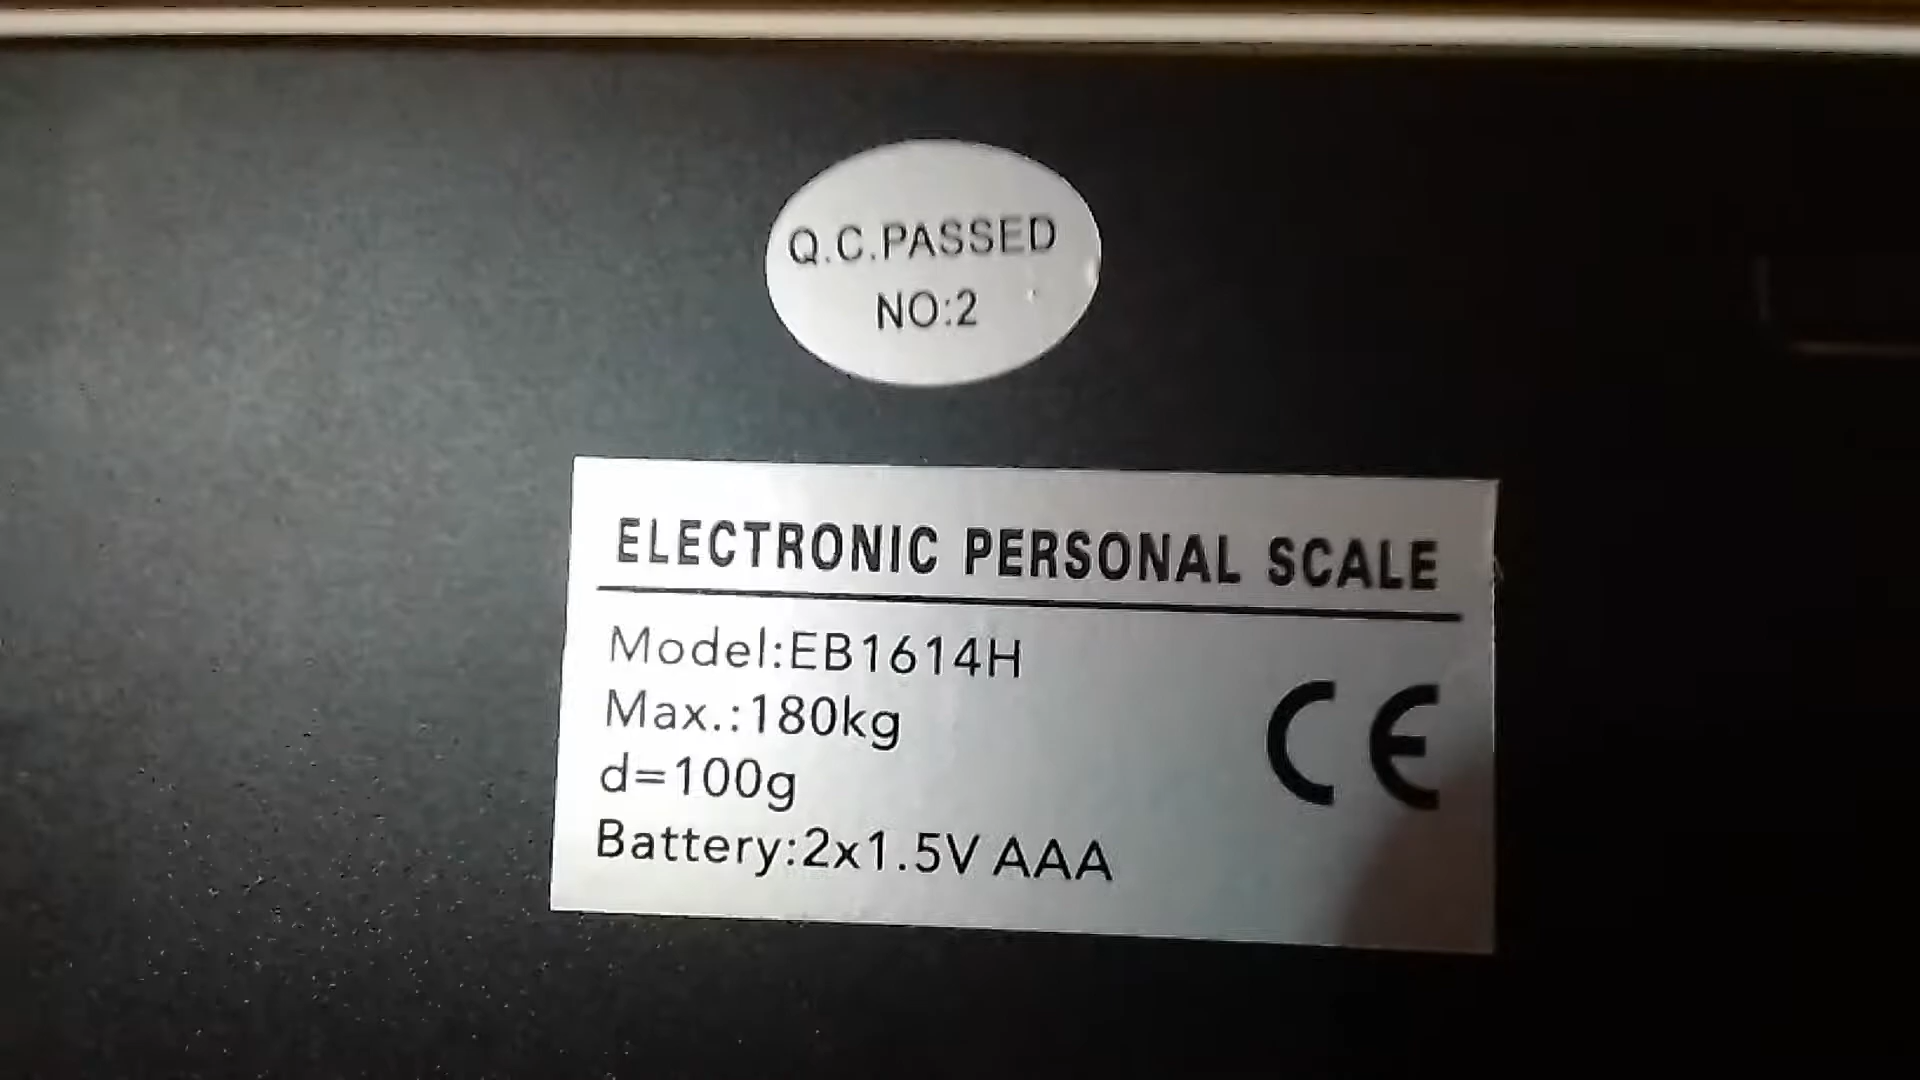 Q.C.PASSED
NO:2
ELECTRONIC PERSONAL SCALE
Model:EB1614H
Max.:180kg
d=100g
Battery:2x1.5V AAA
CE